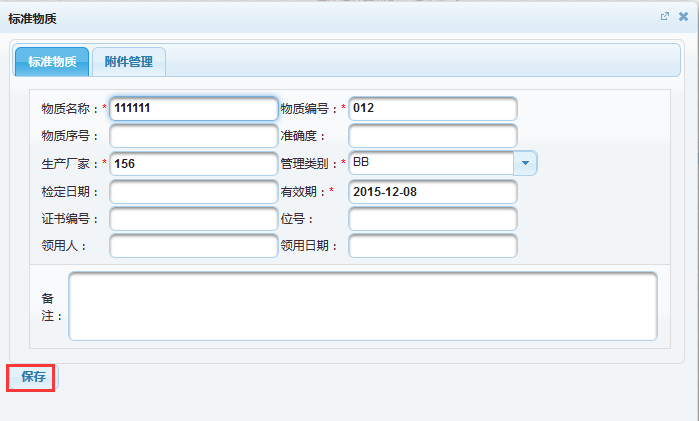 标准物质
标准物质 附件管理
物质名称：* 111111 物质编号：* 012
物质序号： 准确度：
生产厂家：* 156 管理类别：* BB
检定日期： 有效期：* 2015-12-08
证书编号： 位号：
领用人： 领用日期：
备
注：
保存